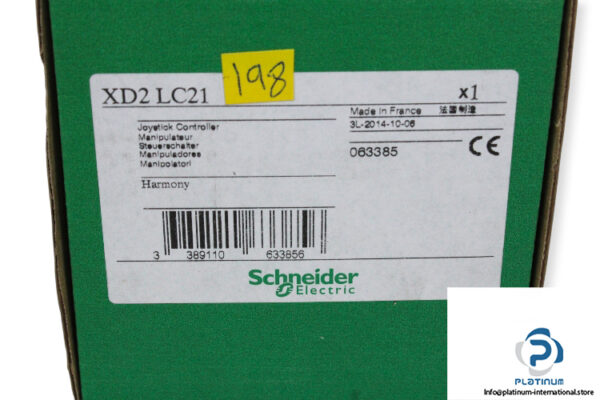 198
XD2 LC21
x1
Joystick Controller
Manipulateur
Steuerschalter
Manipuladores
Manipolatori
Harmony
Made in France 法国制造
3L-2014-10-06
063385
CE
3 389110 633856
Schneider
Electric
PLATINUM
Info@platinum-international.store